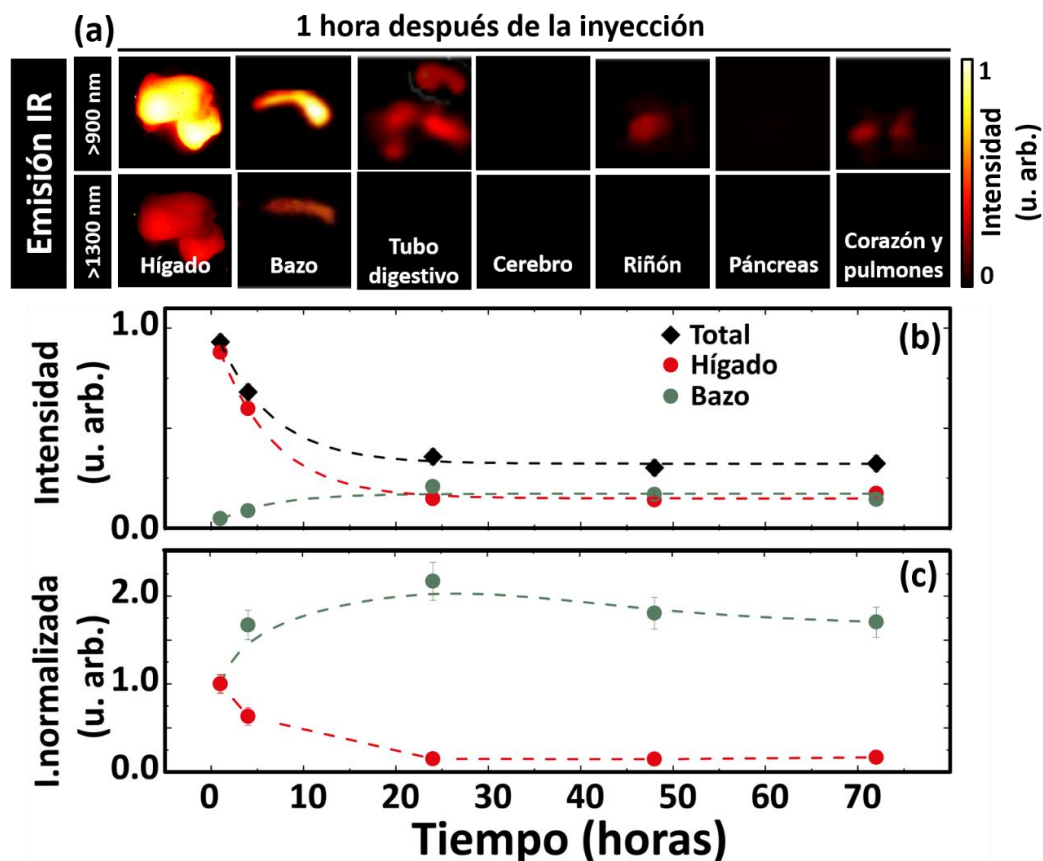 (a) 1 hora después de la inyección
Emisión IR
>900 nm
>1300 nm
Hígado
Bazo
Tubo
digestivo
Cerebro
Riñón
Páncreas
Corazón y
pulmones
1
0
Intensidad
(u. arb.)
(b)
Intensidad
(u. arb.)
1.0
0.0
Total
Hígado
Bazo
(c)
I.normalizada
(u. arb.)
2.0
1.0
0.0
0 10 20 30 40 50 60 70
Tiempo (horas)